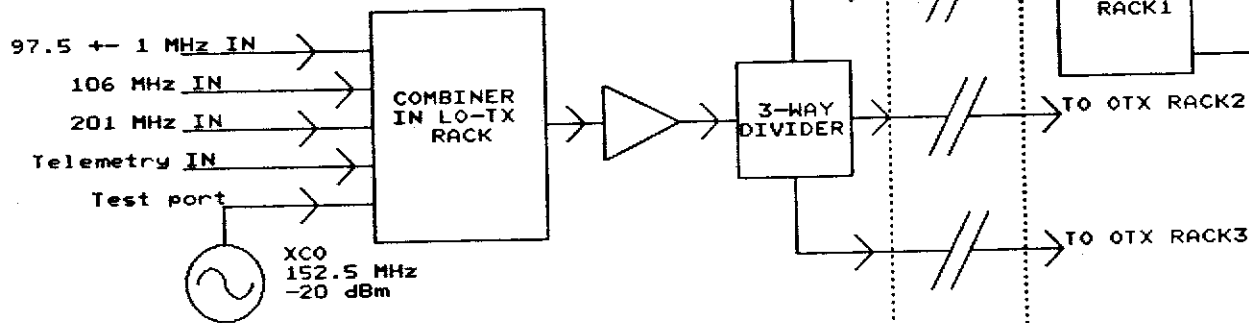 RACK1
97.5 +- 1 MHz IN
106 MHz IN
201 MHz IN
Telemetry IN
Test port
COMBINER
IN LO-TX
RACK
3-WAY
DIVIDER
TO OTX RACK2
TO OTX RACK3
XCO
152.5 MHz
-20 dBm